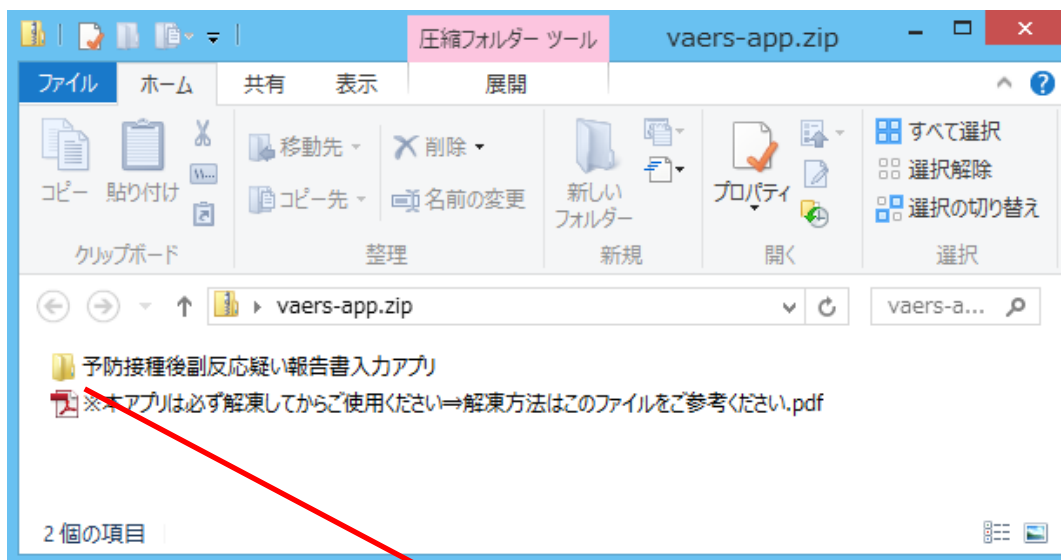 圧縮フォルダー ツール
vaers-app.zip
ファイル ホーム 共有 表示 展開
コピー 貼り付け 移動先 コピー先 削除 名前の変更 新しい フォルダー プロパティ すべて選択 選択解除 選択の切り替え
クリップボード 整理 新規 開く 選択
vaers-app.zip vaers-a...
予防接種後副反応疑い報告書入力アプリ
※本アプリは必ず解凍してからご使用ください⇒解凍方法はこのファイルをご参考ください.pdf
2 個の項目